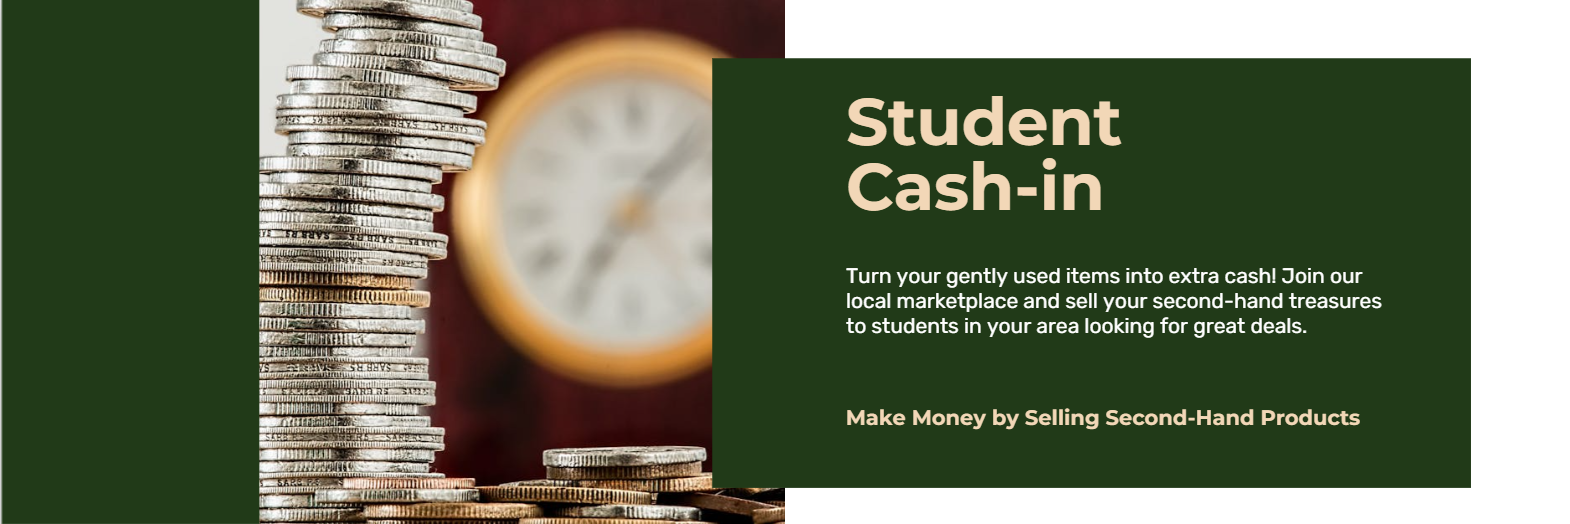 Student
Cash-in
Turn your gently used items into extra cash! Join our
local marketplace and sell your second-hand treasures
to students in your area looking for great deals.
Make Money by Selling Second-Hand Products